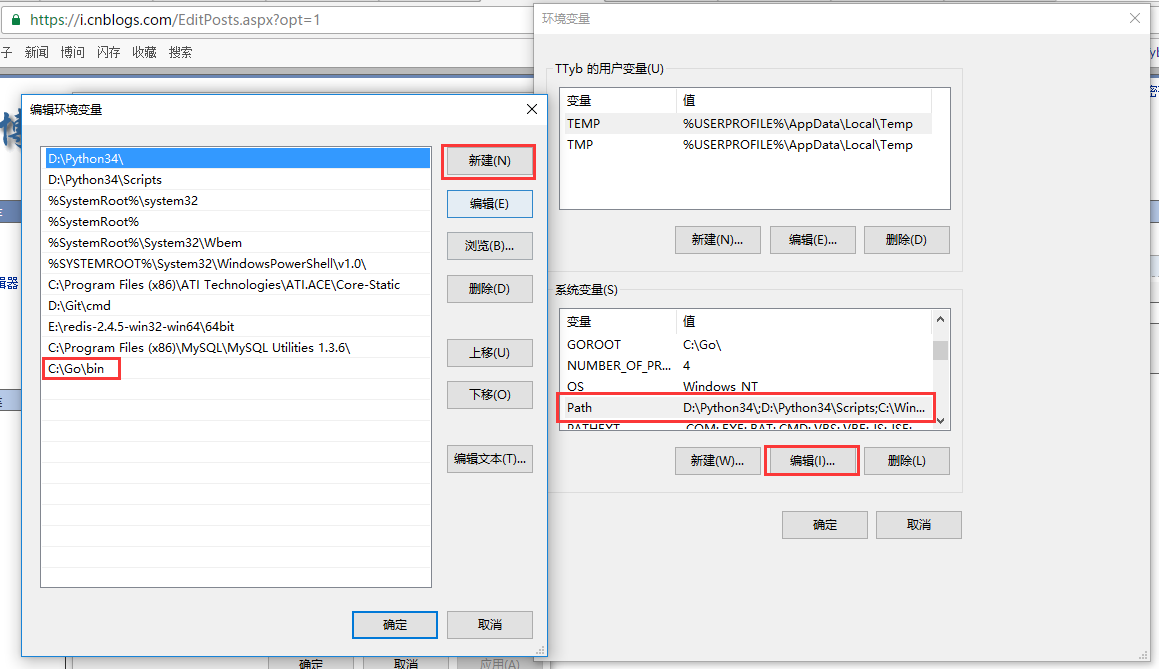 https://i.cnblogs.com/EditPosts.aspx?opt=1
子 新闻 博问 闪存 收藏 搜索
编辑环境变量
D:\Python34\
D:\Python34\Scripts
%SystemRoot%\system32
%SystemRoot%
%SystemRoot%\System32\Wbem
%SYSTEMROOT%\System32\WindowsPowerShell\v1.0\
C:\Program Files (x86)\ATI Technologies\ATI.ACE\Core-Static
D:\Git\cmd
E:\redis-2.4.5-win32-win64\64bit
C:\Program Files (x86)\MySQL\MySQL Utilities 1.3.6\
C:\Go\bin
新建(N)
编辑(E)
浏览(B)...
删除(D)
上移(U)
下移(O)
编辑文本(T)...
确定 取消
环境变量
TTyb 的用户变量(U)
变量 值
TEMP %USERPROFILE%\AppData\Local\Temp
TMP %USERPROFILE%\AppData\Local\Temp
新建(N)... 编辑(E)... 删除(D)
系统变量(S)
变量 值
GOROOT C:\Go\
NUMBER_OF_PR... 4
OS Windows_NT
Path D:\Python34\;D:\Python34\Scripts;C:\Win...
PATHEXT .COM;.EXE;.BAT;.CMD;.VBS;.VBE;.JS;.JSE;...
新建(W)... 编辑(I)... 删除(L)
确定 取消
确定 取消 应用(A)